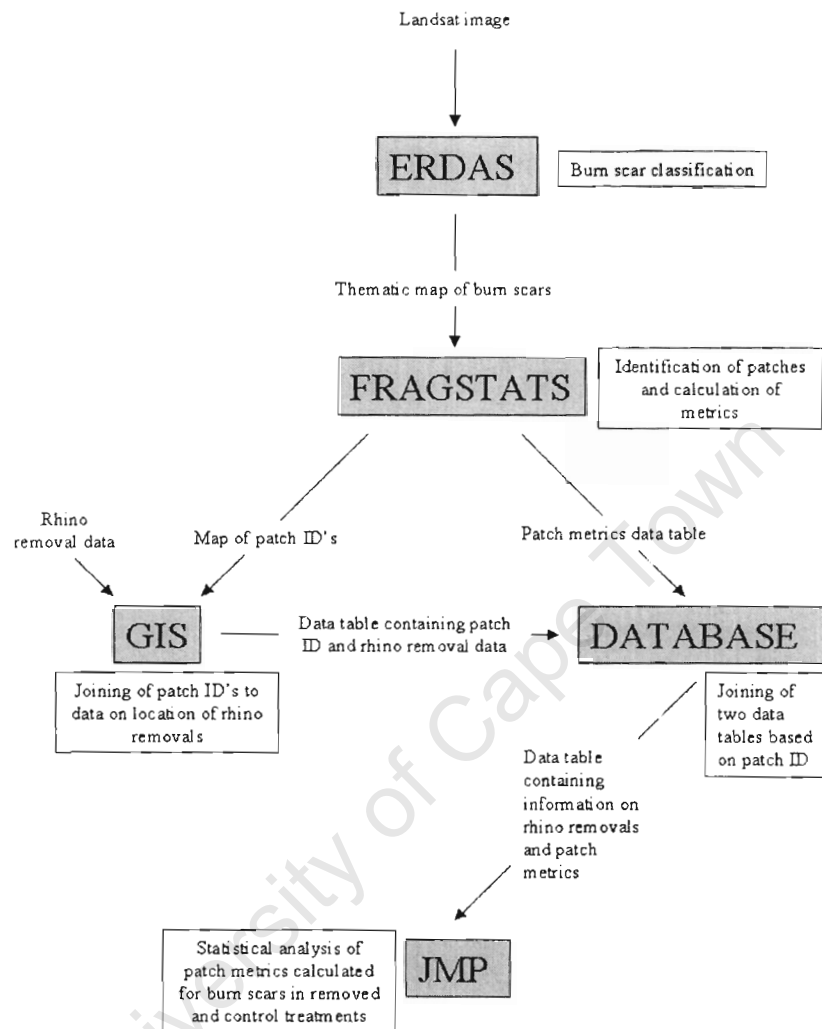 Landsat image
ERDAS
Burn scar classification
Thematic map of burn scars
FRAGSTATS
Identification of patches
and calculation of
metrics
Rhino
removal data
Map of patch ID's
Patch metrics data table
GIS
Data table containing patch
ID and rhino removal data
DATABASE
Joining of patch ID's to
data on location of rhino
removals
Joining of
two data
tables based
on patch ID
Data table
containing
information on
rhino removals
and patch
metrics
Statistical analysis of
patch metrics calculated
for burn scars in removed
and control treatments
JMP
University of Cape Town